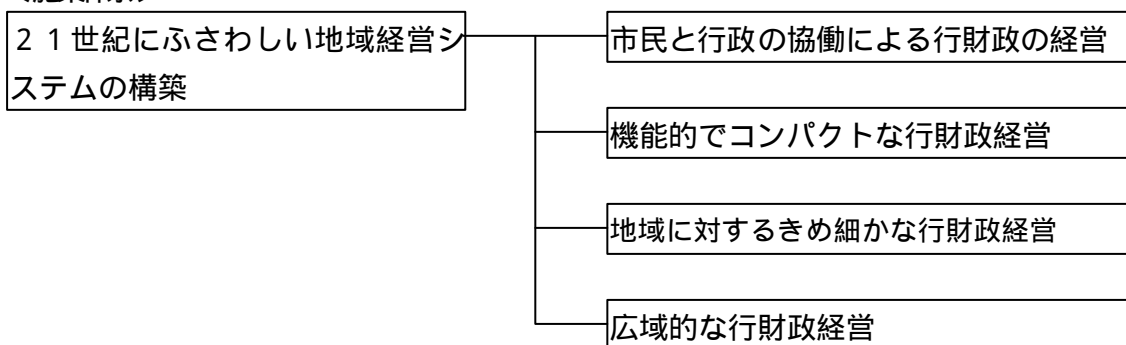 ２１世紀にふさわしい地域経営シ
ステムの構築
市民と行政の協働による行財政の経営
機能的でコンパクトな行財政経営
地域に対するきめ細かな行財政経営
広域的な行財政経営